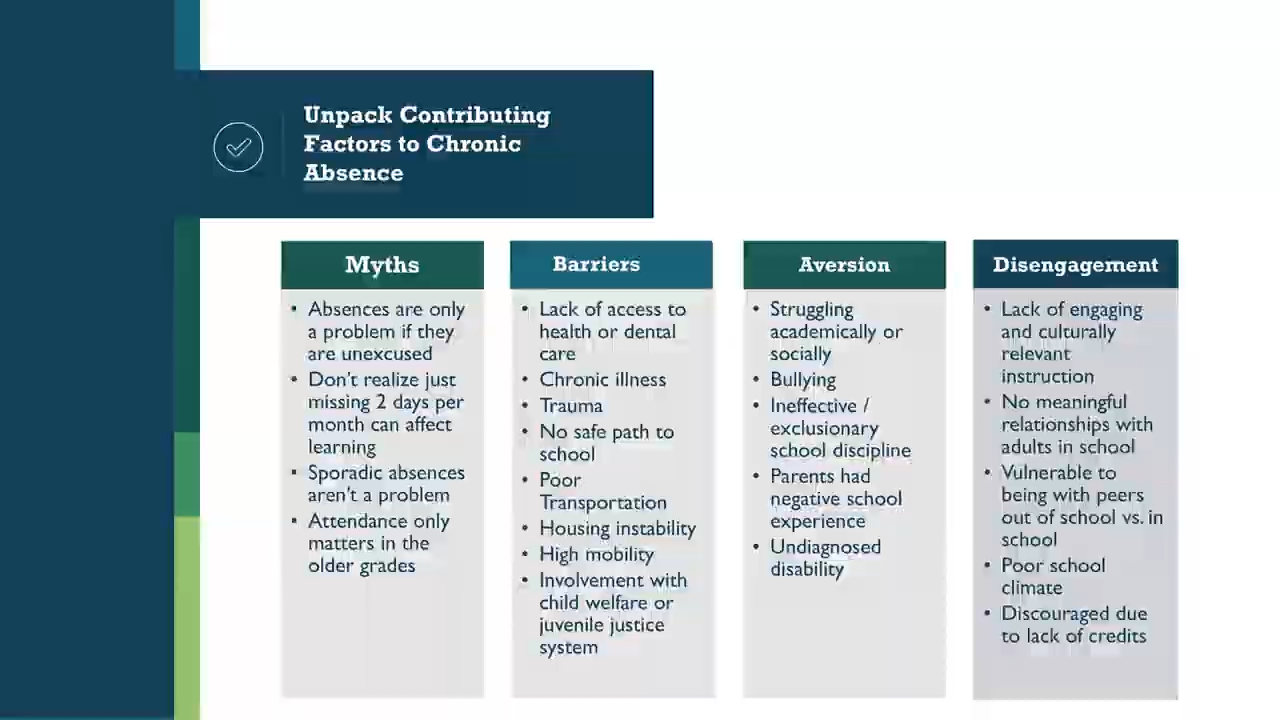 Unpack Contributing
Factors to Chronic
Absence
Myths
• Absences are only
a problem if they
are unexcused
• Don't realize just
missing 2 days per
month can affect
learning
• Sporadic absences
aren't a problem
• Attendance only
matters in the
older grades
Barriers
• Lack of access to
health or dental
care
• Chronic illness
• Trauma
• No safe path to
school
• Poor
Transportation
• Housing instability
• High mobility
• Involvement with
child welfare or
juvenile justice
system
Aversion
• Struggling
academically or
socially
• Bullying
• Ineffective /
exclusionary
school discipline
• Parents had
negative school
experience
• Undiagnosed
disability
Disengagement
• Lack of engaging
and culturally
relevant
instruction
• No meaningful
relationships with
adults in school
• Vulnerable to
being with peers
out of school vs. in
school
• Poor school
climate
• Discouraged due
to lack of credits